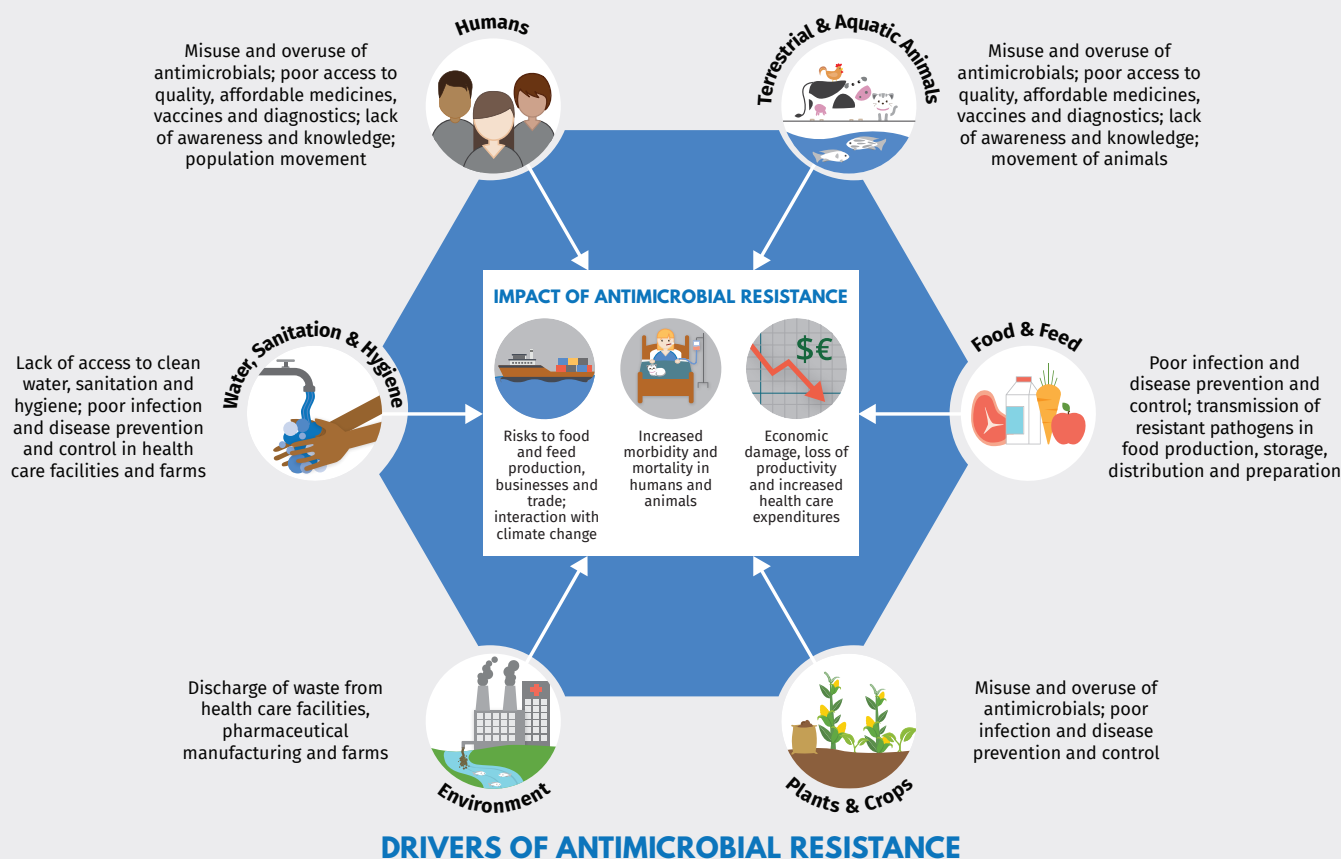 Humans
Misuse and overuse of
antimicrobials; poor access to
quality, affordable medicines,
vaccines and diagnostics; lack
of awareness and knowledge;
population movement
Terrestrial & Aquatic Animals
Misuse and overuse of
antimicrobials; poor access to
quality, affordable medicines,
vaccines and diagnostics; lack
of awareness and knowledge;
movement of animals
Water, Sanitation & Hygiene
Lack of access to clean
water, sanitation and
hygiene; poor infection
and disease prevention
and control in health
care facilities and farms
IMPACT OF ANTIMICROBIAL RESISTANCE
Risks to food
and feed
production,
businesses and
trade;
interaction with
climate change
Increased
morbidity and
mortality in
humans and
animals
$€
Economic
damage, loss of
productivity
and increased
health care
expenditures
Food & Feed
Poor infection and
disease prevention and
control; transmission of
resistant pathogens in
food production, storage,
distribution and preparation
Discharge of waste from
health care facilities,
pharmaceutical
manufacturing and farms
Environment
Misuse and overuse of
antimicrobials; poor
infection and disease
prevention and control
Plants & Crops
DRIVERS OF ANTIMICROBIAL RESISTANCE